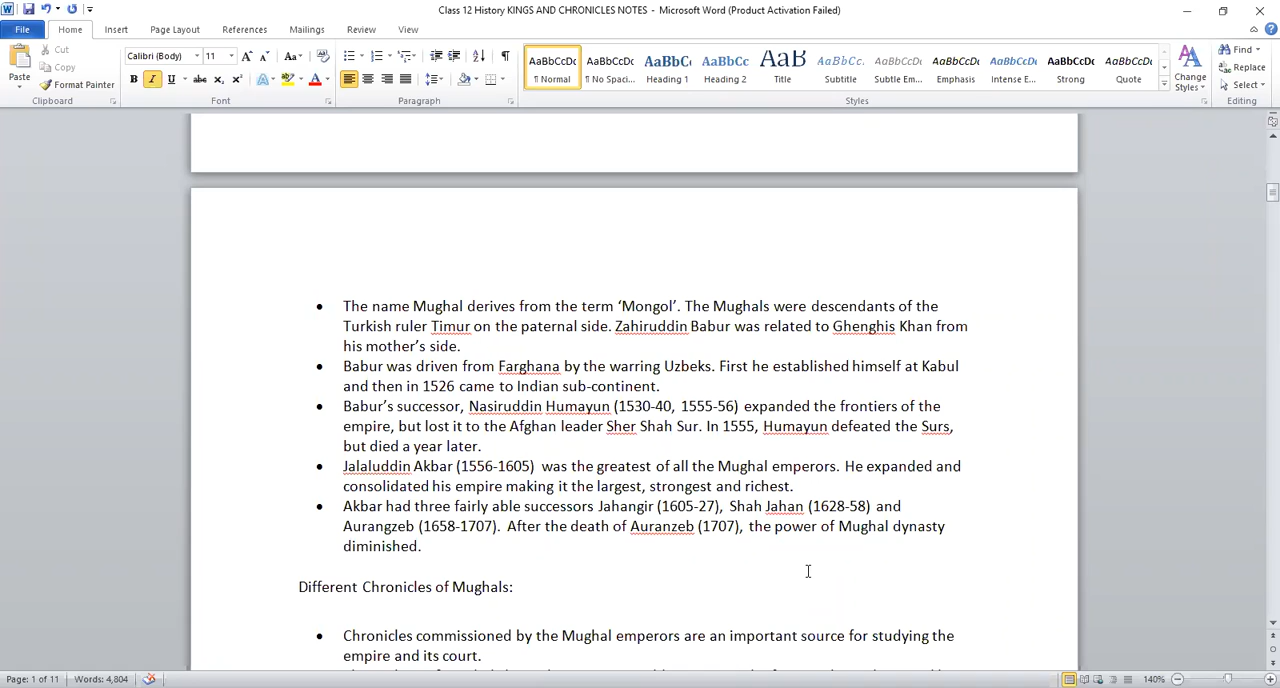 Class 12 History KINGS AND CHRONICLES NOTES - Microsoft Word (Product Activation Failed)
File Home Insert Page Layout References Mailings Review View
Cut
Copy
Format Painter
Paste
Calibri (Body) 11
Clipboard Font Paragraph Styles Editing
AaBbCcDc AaBbCcDc AaBbC AaBbCc AaB AaBbCc. AaBbCcDc AaBbCcDc AaBbCcDc AaBbCcDc AaBbCcDc
¶ Normal ¶ No Spaci... Heading 1 Heading 2 Title Subtitle Subtle Em... Emphasis Intense E... Strong Quote
Change Styles
Find
Replace
Select
• The name Mughal derives from the term ‘Mongol’. The Mughals were descendants of the
Turkish ruler Timur on the paternal side. Zahiruddin Babur was related to Ghenghis Khan from
his mother’s side.
• Babur was driven from Farghana by the warring Uzbeks. First he established himself at Kabul
and then in 1526 came to Indian sub-continent.
• Babur’s successor, Nasiruddin Humayun (1530-40, 1555-56) expanded the frontiers of the
empire, but lost it to the Afghan leader Sher Shah Sur. In 1555, Humayun defeated the Surs,
but died a year later.
• Jalaluddin Akbar (1556-1605) was the greatest of all the Mughal emperors. He expanded and
consolidated his empire making it the largest, strongest and richest.
• Akbar had three fairly able successors Jahangir (1605-27), Shah Jahan (1628-58) and
Aurangzeb (1658-1707). After the death of Auranzeb (1707), the power of Mughal dynasty
diminished.
Different Chronicles of Mughals:
• Chronicles commissioned by the Mughal emperors are an important source for studying the
empire and its court.
Page: 1 of 11 Words: 4,804 140%